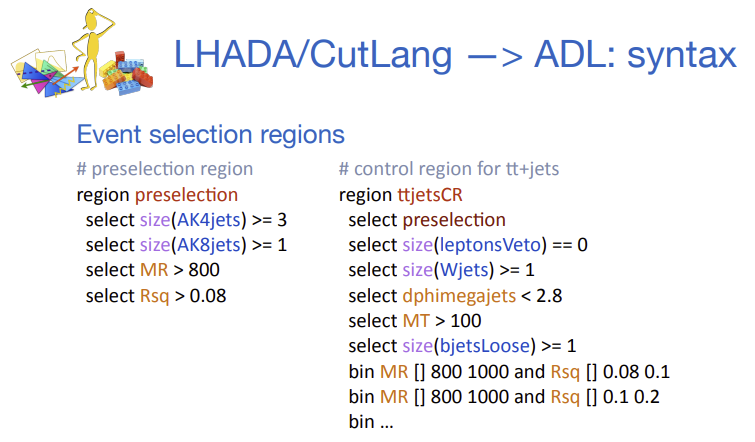 LHADA/CutLang —> ADL: syntax
Event selection regions
# preselection region
region preselection
select size(AK4jets) >= 3
select size(AK8jets) >= 1
select MR > 800
select Rsq > 0.08
# control region for tt+jets
region ttjetsCR
select preselection
select size(leptonsVeto) == 0
select size(Wjets) >= 1
select dphimegajets < 2.8
select MT > 100
select size(bjetsLoose) >= 1
bin MR [] 800 1000 and Rsq [] 0.08 0.1
bin MR [] 800 1000 and Rsq [] 0.1 0.2
bin ...